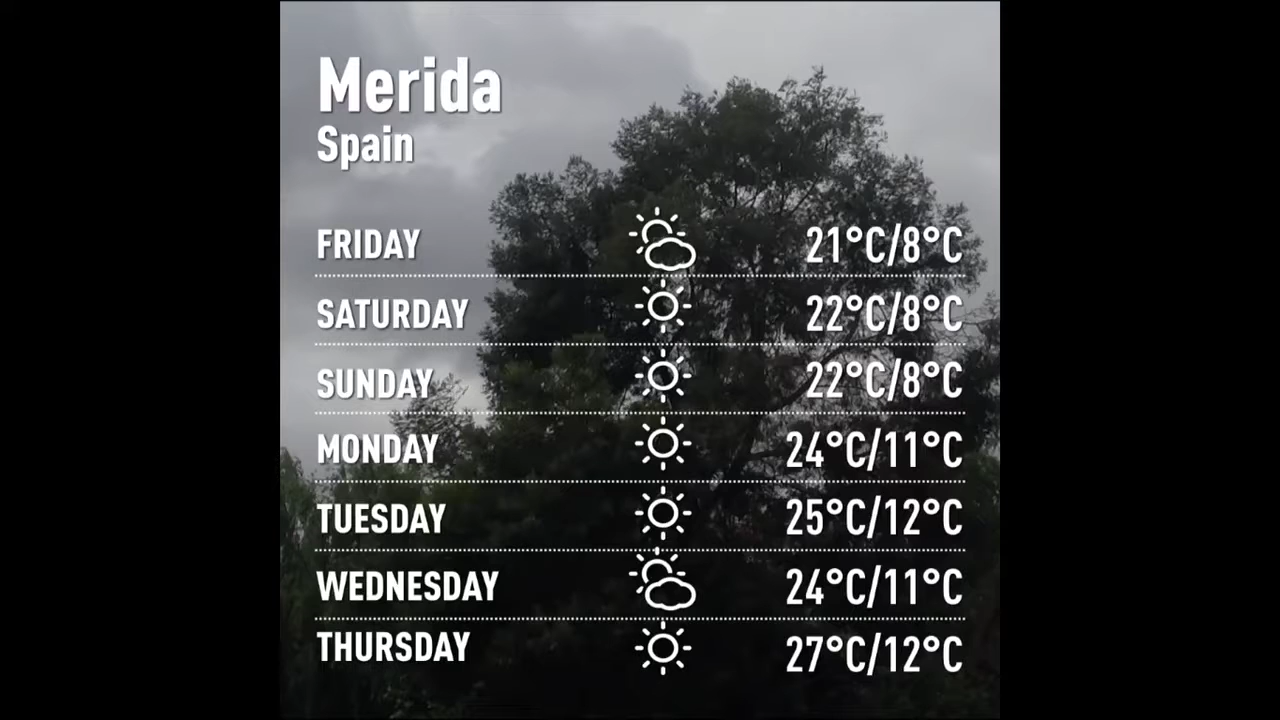 Merida
Spain
FRIDAY 21°C/8°C
SATURDAY 22°C/8°C
SUNDAY 22°C/8°C
MONDAY 24°C/11°C
TUESDAY 25°C/12°C
WEDNESDAY 24°C/11°C
THURSDAY 27°C/12°C